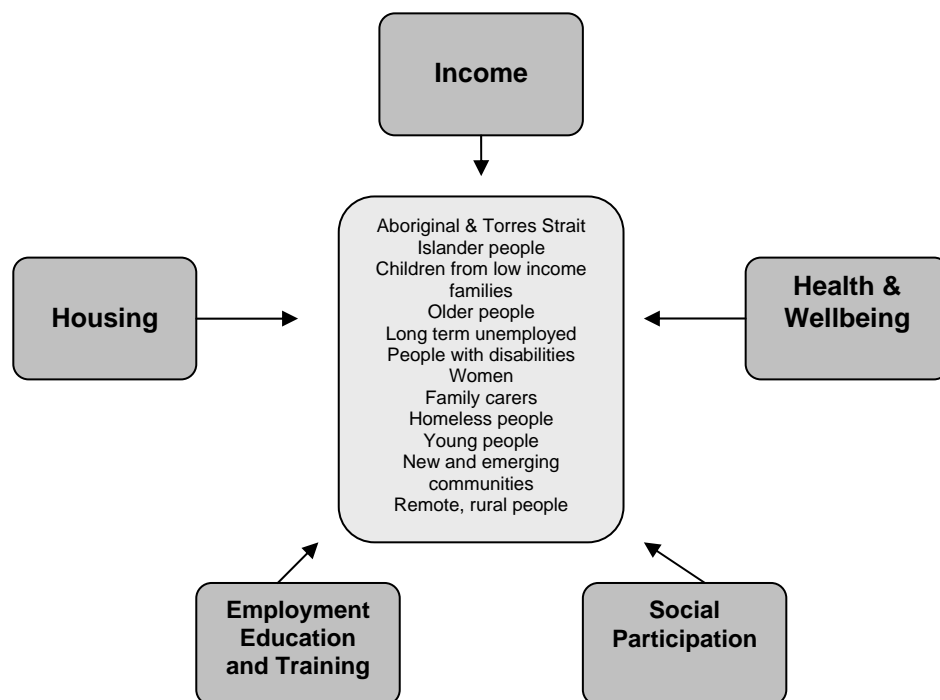 Income
Aboriginal & Torres Strait
Islander people
Children from low income
families
Older people
Long term unemployed
People with disabilities
Women
Family carers
Homeless people
Young people
New and emerging
communities
Remote, rural people
Housing
Health &
Wellbeing
Employment
Education
and Training
Social
Participation